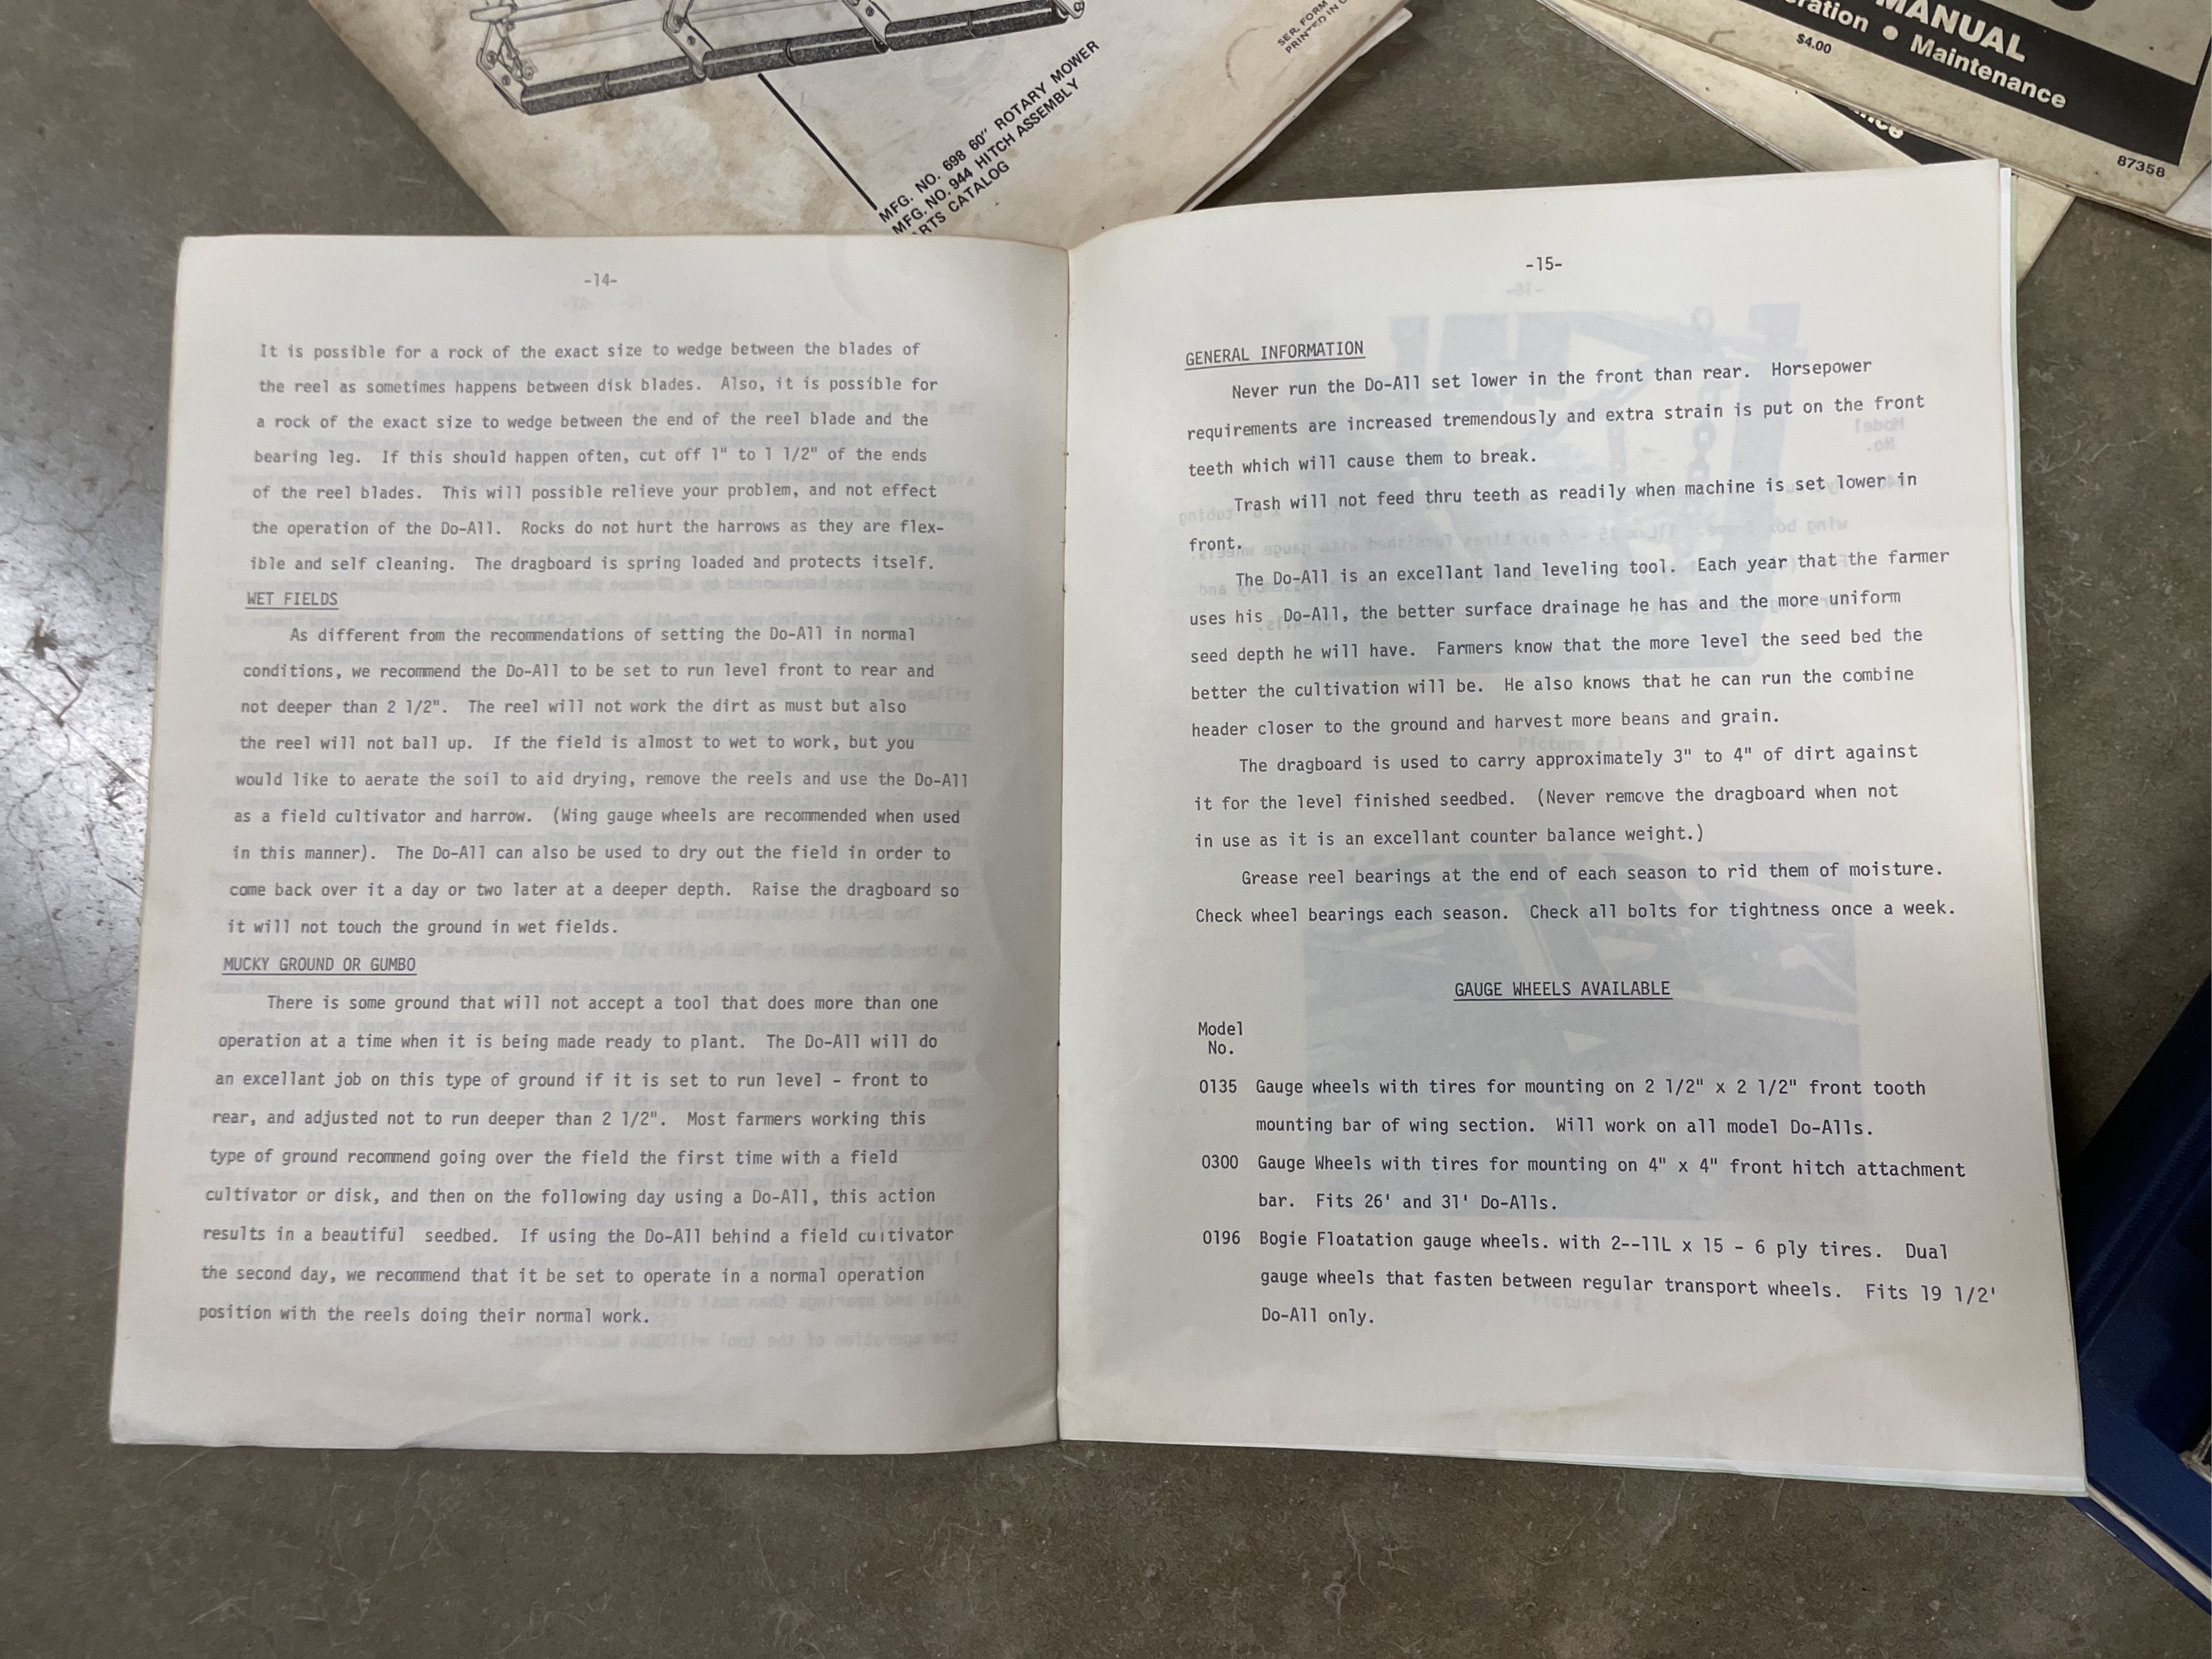 MFG. NO. 698 60" ROTARY MOWER
MFG. NO. 944 HITCH ASSEMBLY
CATALOG
SER. FORM
MANUAL
Maintenance
$4.00
87358
-14-
It is possible for a rock of the exact size to wedge between the blades of
the reel as sometimes happens between disk blades. Also, it is possible for
a rock of the exact size to wedge between the end of the reel blade and the
bearing leg. If this should happen often, cut off 1" to 1 1/2" of the ends
of the reel blades. This will possible relieve your problem, and not effect
the operation of the Do-All. Rocks do not hurt the harrows as they are flex-
ible and self cleaning. The dragboard is spring loaded and protects itself.
WET FIELDS
As different from the recommendations of setting the Do-All in normal
conditions, we recommend the Do-All to be set to run level front to rear and
not deeper than 2 1/2". The reel will not work the dirt as must but also
the reel will not ball up. If the field is almost to wet to work, but you
would like to aerate the soil to aid drying, remove the reels and use the Do-All
as a field cultivator and harrow. (Wing gauge wheels are recommended when used
in this manner). The Do-All can also be used to dry out the field in order to
come back over it a day or two later at a deeper depth. Raise the dragboard so
it will not touch the ground in wet fields.
MUCKY GROUND OR GUMBO
There is some ground that will not accept a tool that does more than one
operation at a time when it is being made ready to plant. The Do-All will do
an excellant job on this type of ground if it is set to run level - front to
rear, and adjusted not to run deeper than 2 1/2". Most farmers working this
type of ground recommend going over the field the first time with a field
cultivator or disk, and then on the following day using a Do-All, this action
results in a beautiful seedbed. If using the Do-All behind a field cultivator
the second day, we recommend that it be set to operate in a normal operation
position with the reels doing their normal work.
-15-
GENERAL INFORMATION
Never run the Do-All set lower in the front than rear. Horsepower
requirements are increased tremendously and extra strain is put on the front
teeth which will cause them to break.
Trash will not feed thru teeth as readily when machine is set lower in
front.
The Do-All is an excellant land leveling tool. Each year that the farmer
uses his Do-All, the better surface drainage he has and the more uniform
seed depth he will have. Farmers know that the more level the seed bed the
better the cultivation will be. He also knows that he can run the combine
header closer to the ground and harvest more beans and grain.
The dragboard is used to carry approximately 3" to 4" of dirt against
it for the level finished seedbed. (Never remove the dragboard when not
in use as it is an excellant counter balance weight.)
Grease reel bearings at the end of each season to rid them of moisture.
Check wheel bearings each season. Check all bolts for tightness once a week.
GAUGE WHEELS AVAILABLE
Model
No.
0135 Gauge wheels with tires for mounting on 2 1/2" x 2 1/2" front tooth
mounting bar of wing section. Will work on all model Do-Alls.
0300 Gauge Wheels with tires for mounting on 4" x 4" front hitch attachment
bar. Fits 26' and 31' Do-Alls.
0196 Bogie Floatation gauge wheels. with 2--11L x 15 - 6 ply tires. Dual
gauge wheels that fasten between regular transport wheels. Fits 19 1/2'
Do-All only.